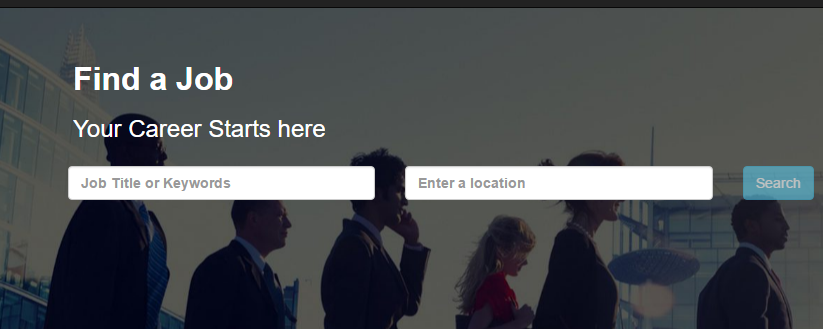 Find a Job
Your Career Starts here
Job Title or Keywords
Enter a location
Search